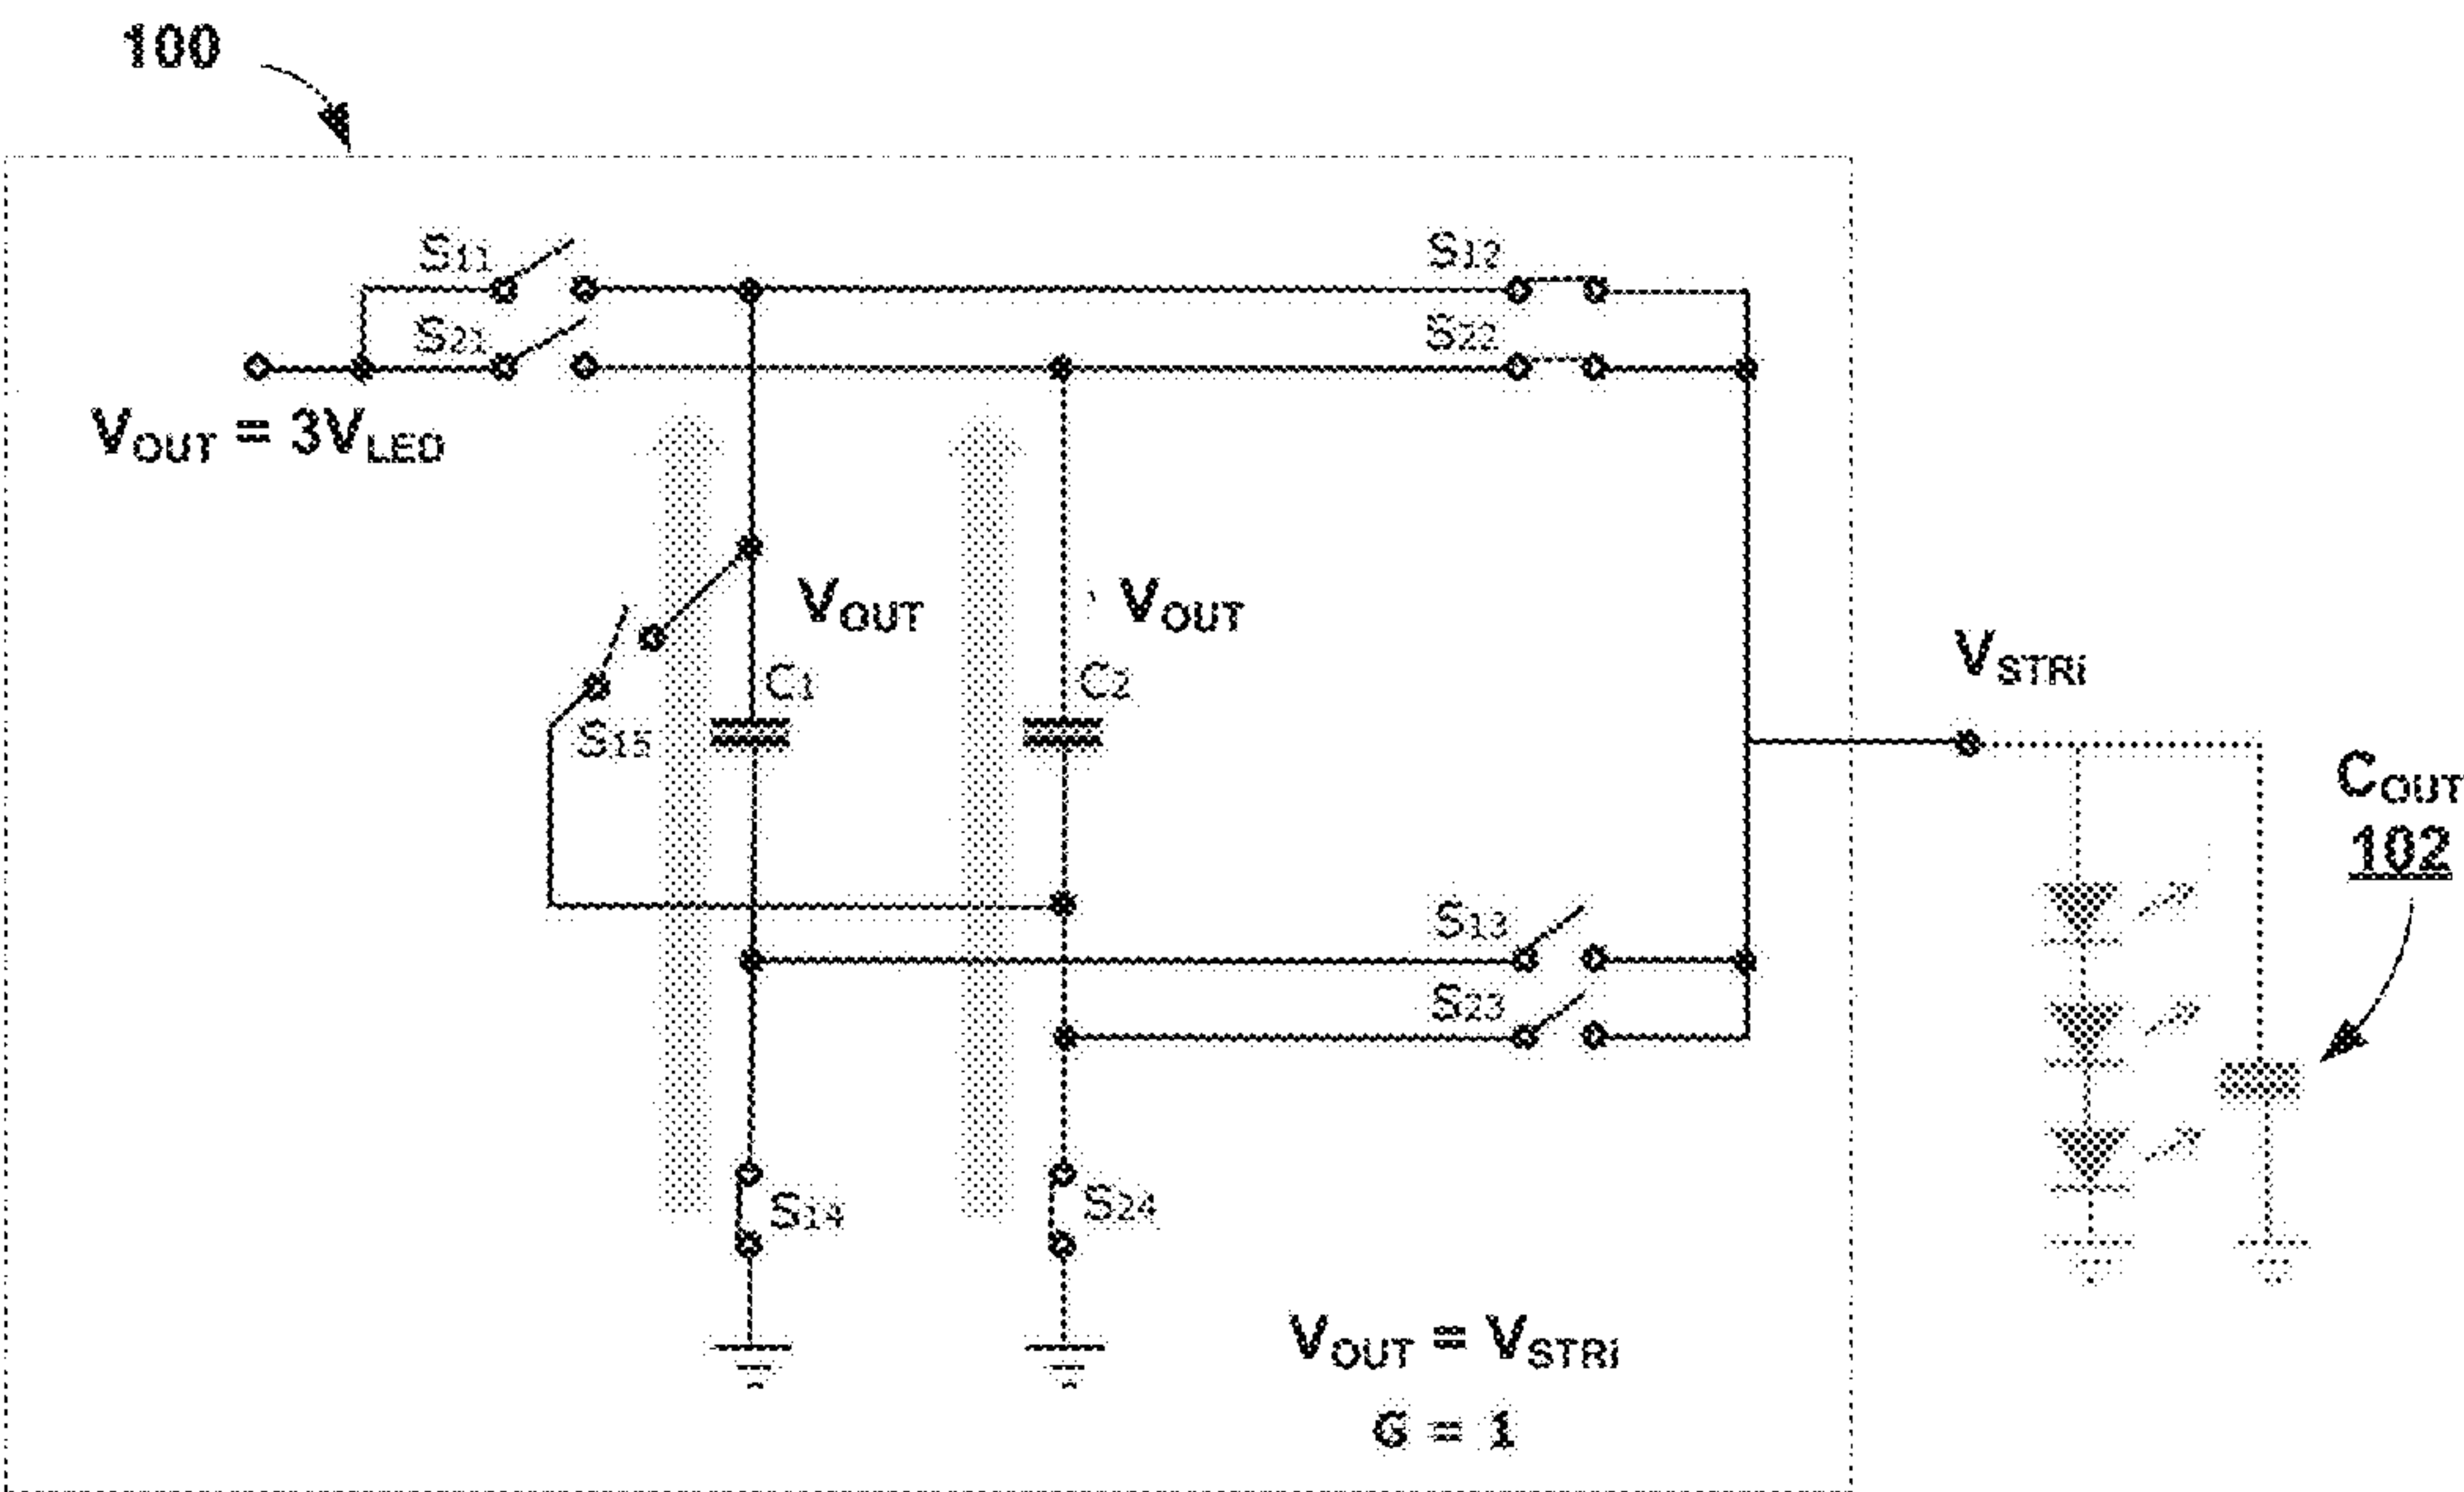 100
S11
S12
S21
S22
VOUT = 3VLED
VOUT
VOUT
C1
C2
S15
VSTRi
COUT
102
S13
S23
S14
S24
VOUT = VSTRi
G = 1